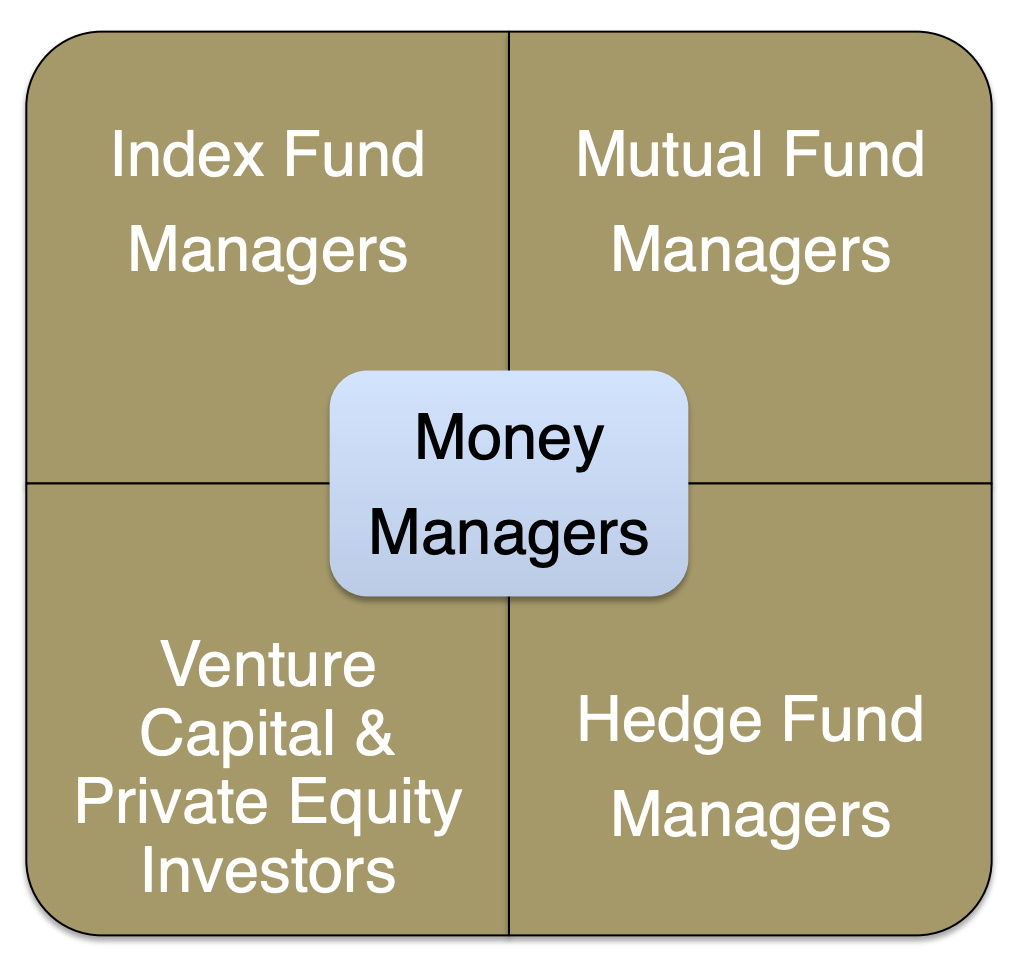 Index Fund
Managers
Mutual Fund
Managers
Money
Managers
Venture
Capital &
Private Equity
Investors
Hedge Fund
Managers